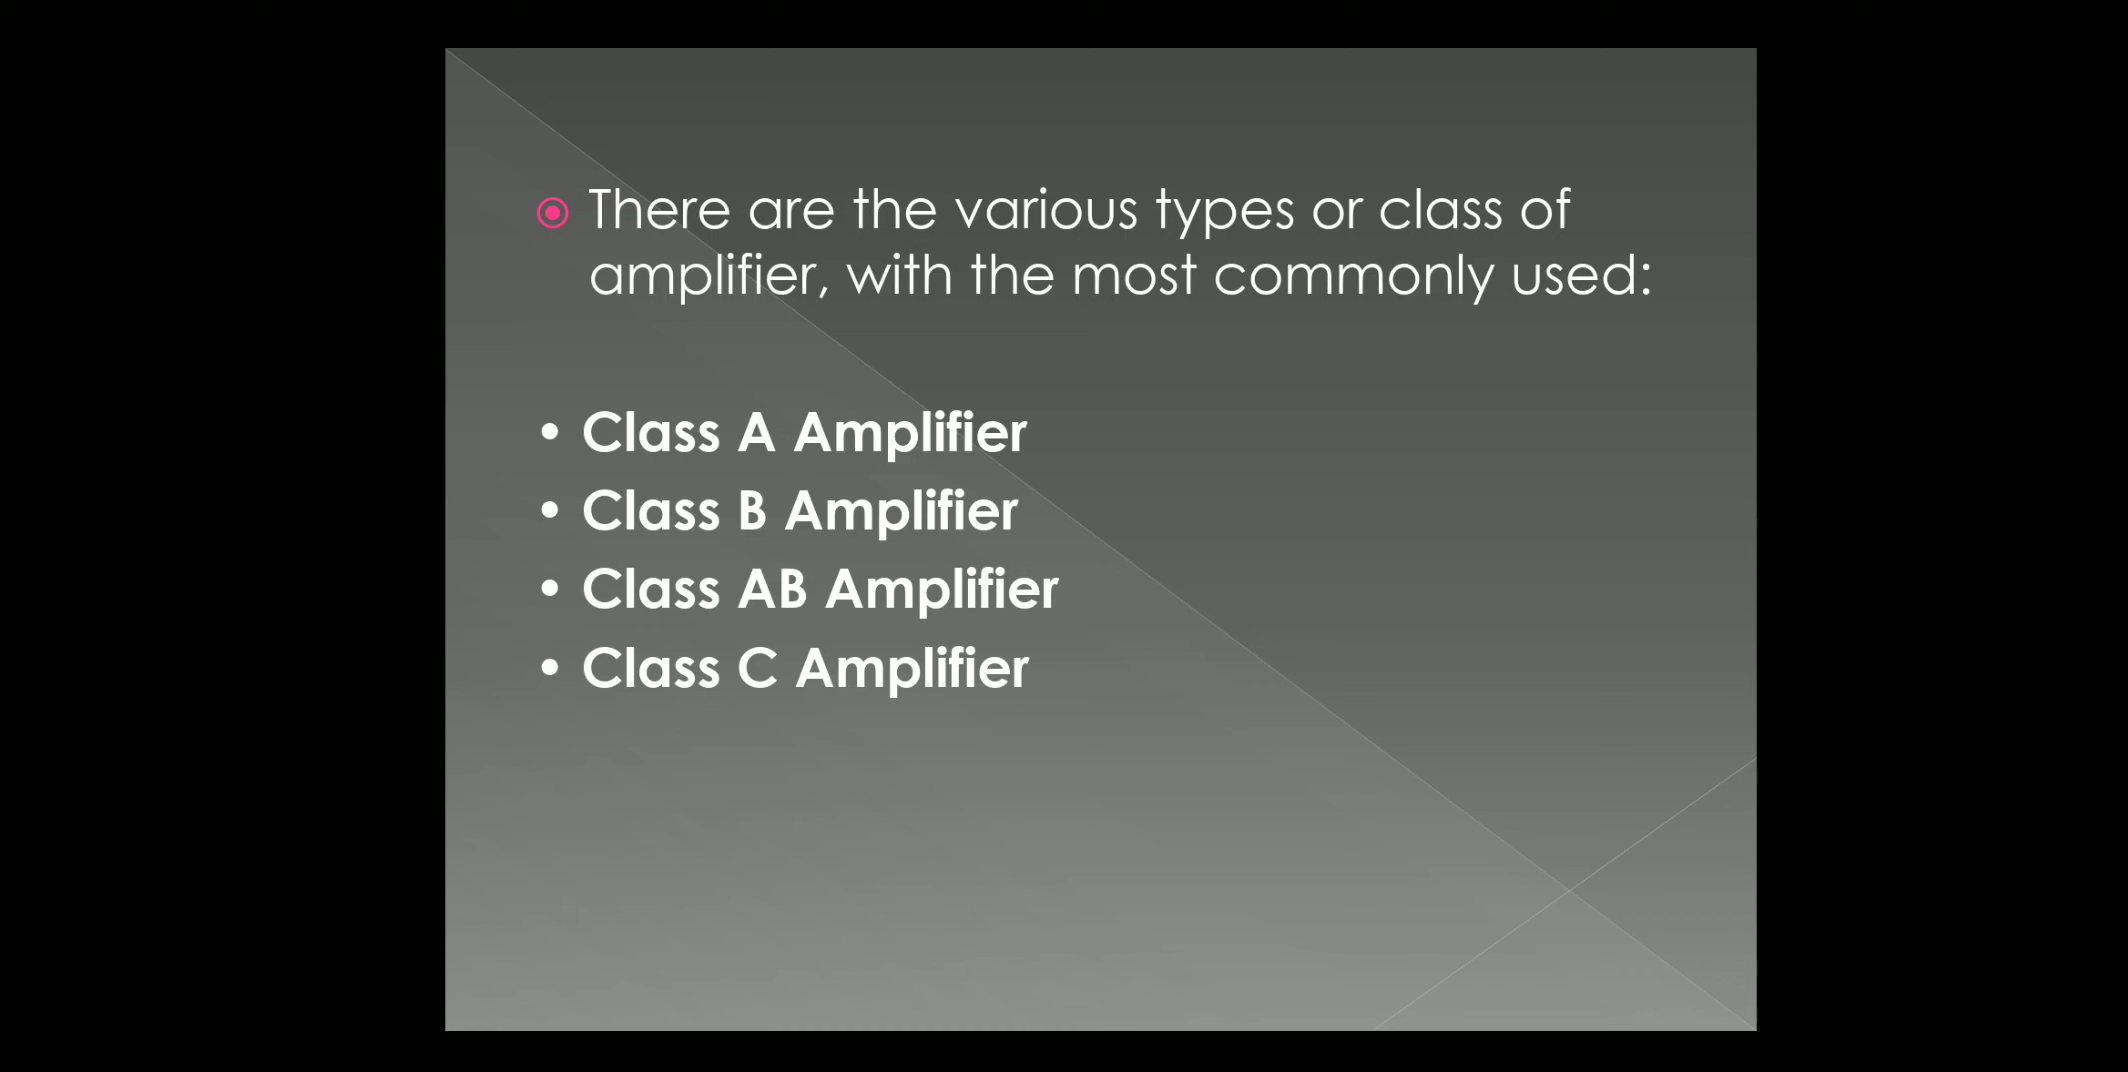 There are the various types or class of
amplifier, with the most commonly used:
• Class A Amplifier
• Class B Amplifier
• Class AB Amplifier
• Class C Amplifier